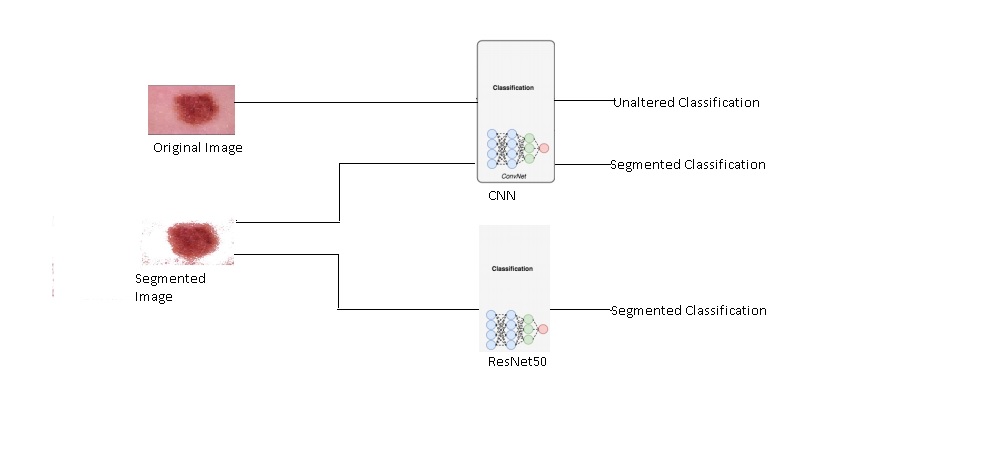 Classification
Unaltered Classification
Original Image
Segmented Classification
ConvNet
CNN
Segmented
Image
Classification
Segmented Classification
ResNet50